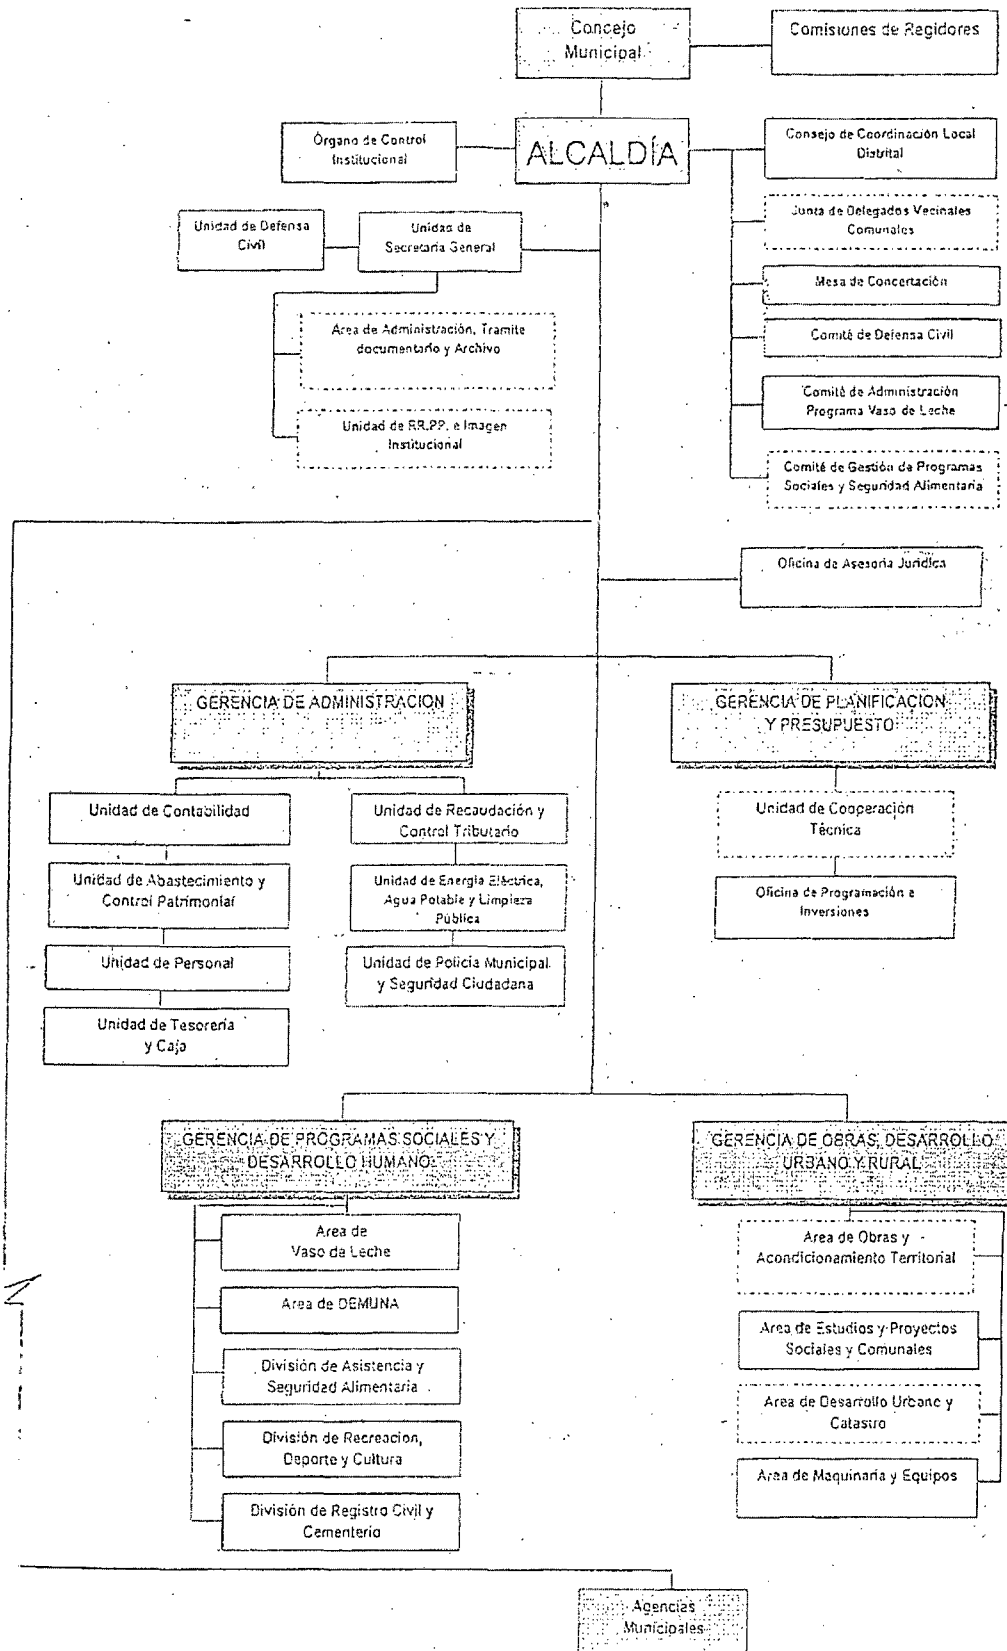 Concejo
Municipal
Comisiones de Regidores
Órgano de Control
Institucional
ALCALDÍA
Consejo de Coordinación Local
Distrital
Junta de Delegados Vecinales
Comunales
Unidad de Defensa
Civil
Unidad de
Secretaria General
Mesa de Concertación
Area de Administración, Tramite
documentario y Archivo
Comité de Defensa Civil
Comité de Administración
Programa Vaso de Leche
Unidad de RR.PP. e Imagen
Institucional
Comité de Gestión de Programas
Sociales y Seguridad Alimentaria
Oficina de Asesoria Juridica
GERENCIA DE ADMINISTRACION
GERENCIA DE PLANIFICACION
Y PRESUPUESTO
Unidad de Contabilidad
Unidad de Recaudación y
Control Tributario
Unidad de Cooperación
Técnica
Unidad de Abastecimiento y
Control Patrimonial
Unidad de Energia Eléctrica,
Agua Potable y Limpieza
Pública
Oficina de Programación e
Inversiones
Unidad de Personal
Unidad de Policia Municipal
y Seguridad Ciudadana
Unidad de Tesorería
y Caja
GERENCIA DE PROGRAMAS SOCIALES Y
DESARROLLO HUMANO
GERENCIA DE OBRAS, DESARROLLO
URBANO Y RURAL
Area de
Vaso de Leche
Area de Obras y -
Acondicionamiento Territorial
Area de DEMUNA
Area de Estudios y Proyectos
Sociales y Comunales
División de Asistencia y
Seguridad Alimentaria
Area de Desarrollo Urbano y
Catastro
División de Recreacion,
Deporte y Cultura
Area de Maquinaria y Equipos
División de Registro Civil y
Cementerio
Agencias
Municipales